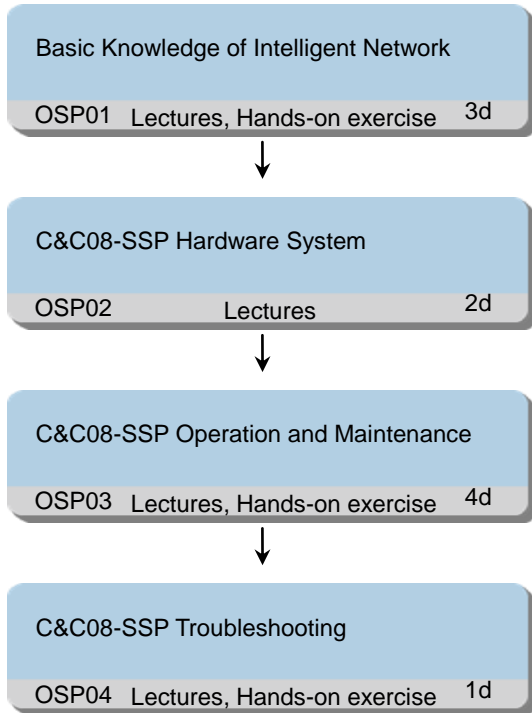 Basic Knowledge of Intelligent Network
OSP01 Lectures, Hands-on exercise 3d
C&C08-SSP Hardware System
OSP02 Lectures 2d
C&C08-SSP Operation and Maintenance
OSP03 Lectures, Hands-on exercise 4d
C&C08-SSP Troubleshooting
OSP04 Lectures, Hands-on exercise 1d